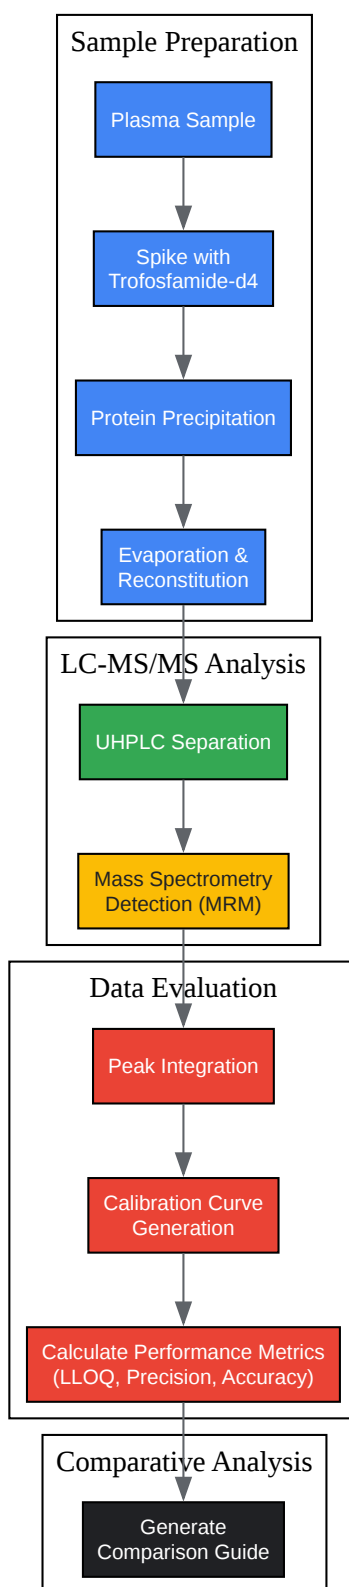 Sample Preparation
Plasma Sample
Spike with
Trofosfamide-d4
Protein Precipitation
Evaporation &
Reconstitution
LC-MS/MS Analysis
UHPLC Separation
Mass Spectrometry
Detection (MRM)
Data Evaluation
Peak Integration
Calibration Curve
Generation
Calculate Performance Metrics
(LLOQ, Precision, Accuracy)
Comparative Analysis
Generate
Comparison Guide